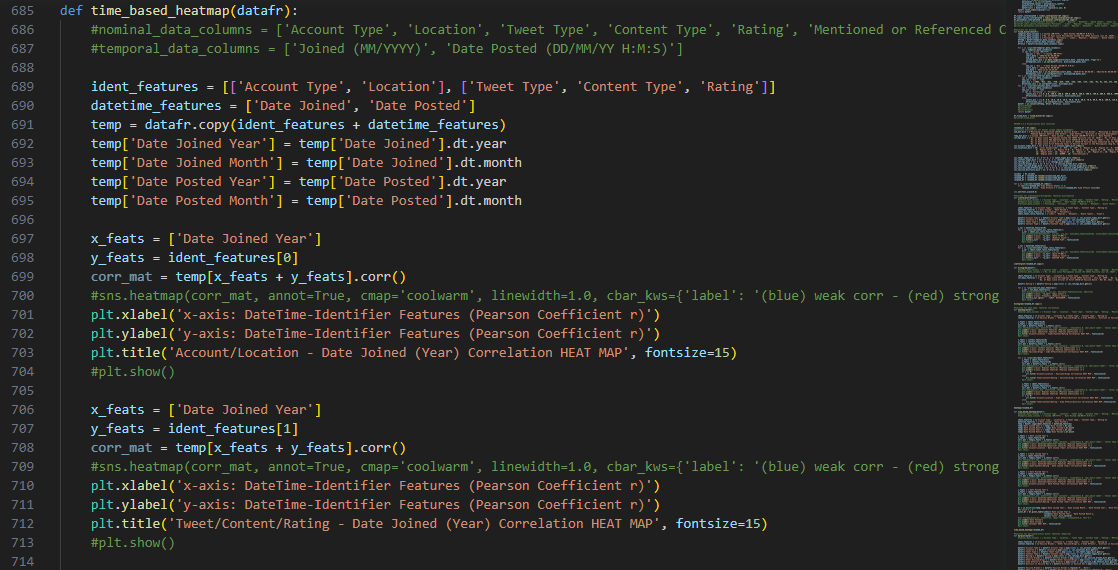 685 def time_based_heatmap(datafr):
686     #nominal_data_columns = ['Account Type', 'Location', 'Tweet Type', 'Content Type', 'Rating', 'Mentioned or Referenced C
687     #temporal_data_columns = ['Joined (MM/YYYY)', 'Date Posted (DD/MM/YY H:M:S)']
688
689     ident_features = [['Account Type', 'Location'], ['Tweet Type', 'Content Type', 'Rating']]
690     datetime_features = ['Date Joined', 'Date Posted']
691     temp = datafr.copy(ident_features + datetime_features)
692     temp['Date Joined Year'] = temp['Date Joined'].dt.year
693     temp['Date Joined Month'] = temp['Date Joined'].dt.month
694     temp['Date Posted Year'] = temp['Date Posted'].dt.year
695     temp['Date Posted Month'] = temp['Date Posted'].dt.month
696
697     x_feats = ['Date Joined Year']
698     y_feats = ident_features[0]
699     corr_mat = temp[x_feats + y_feats].corr()
700     #sns.heatmap(corr_mat, annot=True, cmap='coolwarm', linewidth=1.0, cbar_kws={'label': '(blue) weak corr - (red) strong
701     plt.xlabel('x-axis: DateTime-Identifier Features (Pearson Coefficient r)')
702     plt.ylabel('y-axis: DateTime-Identifier Features (Pearson Coefficient r)')
703     plt.title('Account/Location - Date Joined (Year) Correlation HEAT MAP', fontsize=15)
704     #plt.show()
705
706     x_feats = ['Date Joined Year']
707     y_feats = ident_features[1]
708     corr_mat = temp[x_feats + y_feats].corr()
709     #sns.heatmap(corr_mat, annot=True, cmap='coolwarm', linewidth=1.0, cbar_kws={'label': '(blue) weak corr - (red) strong
710     plt.xlabel('x-axis: DateTime-Identifier Features (Pearson Coefficient r)')
711     plt.ylabel('y-axis: DateTime-Identifier Features (Pearson Coefficient r)')
712     plt.title('Tweet/Content/Rating - Date Joined (Year) Correlation HEAT MAP', fontsize=15)
713     #plt.show()
714